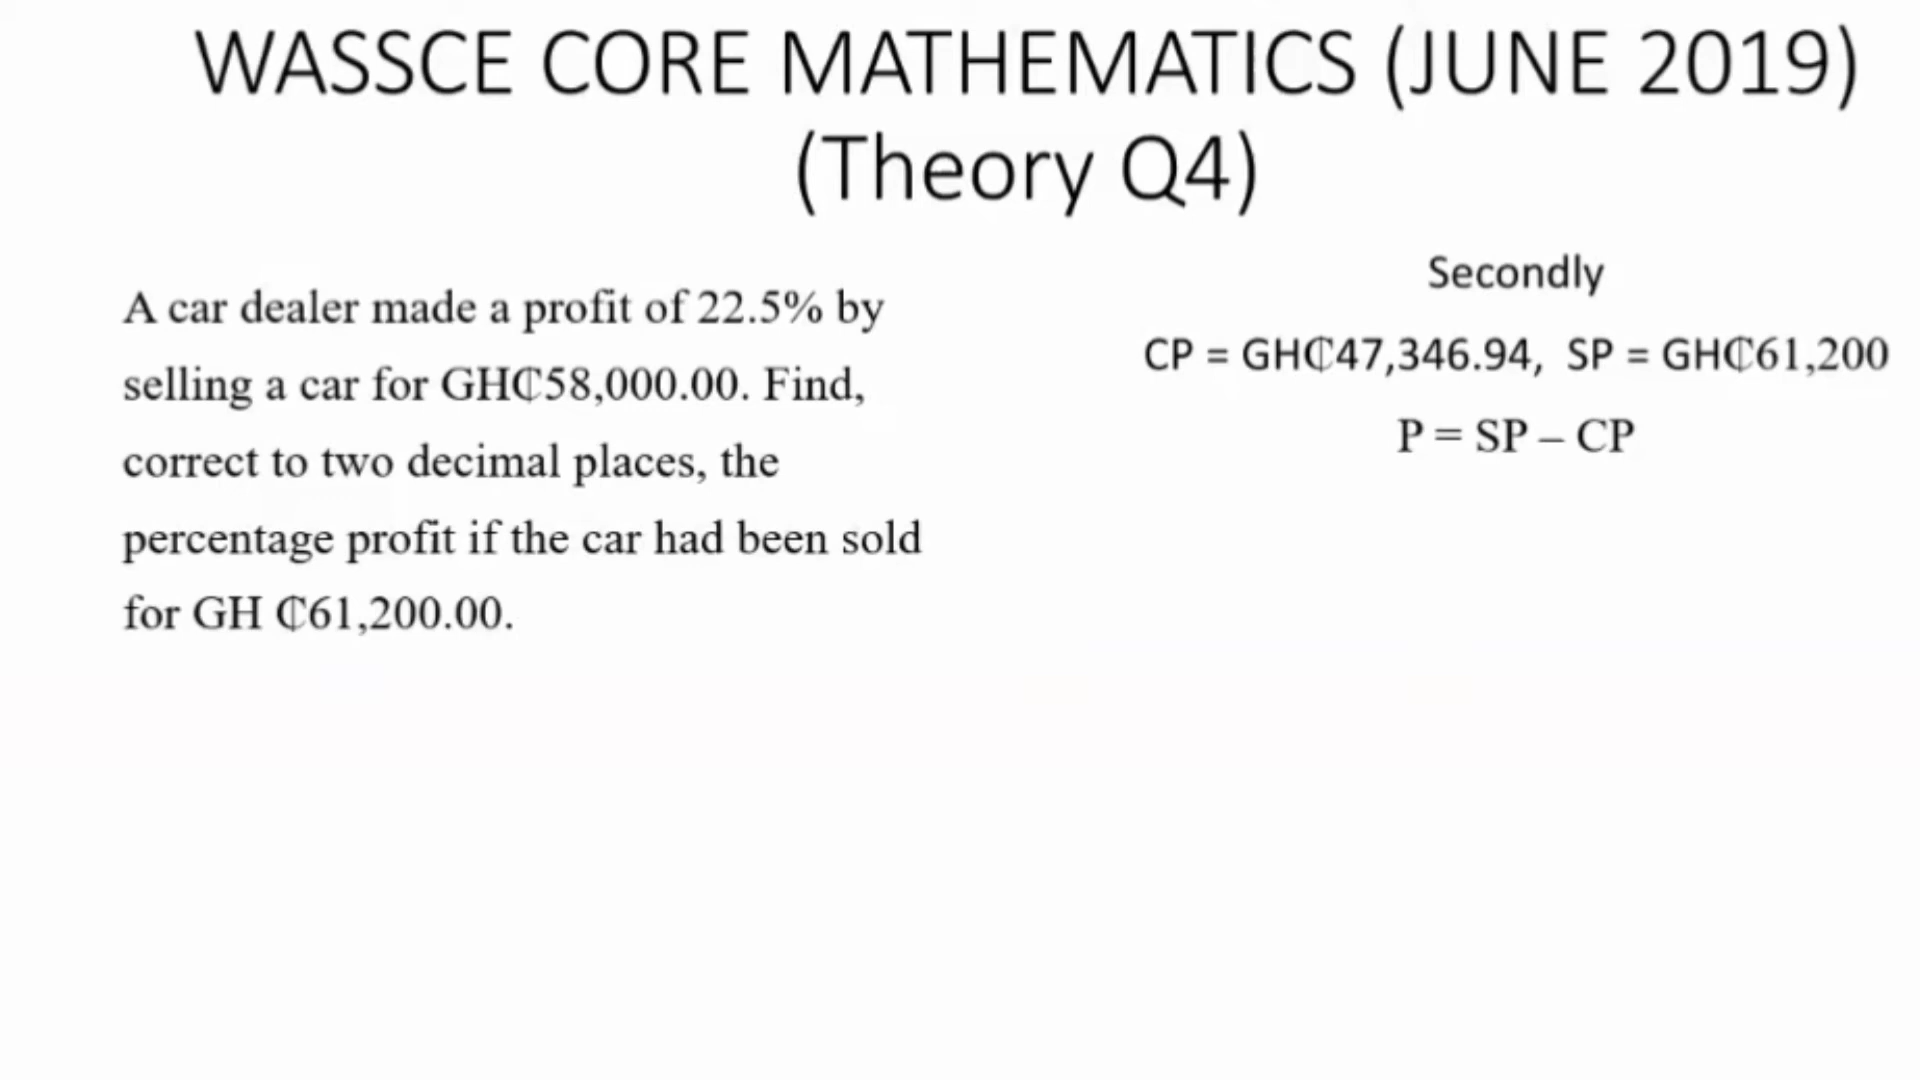 WASSCE CORE MATHEMATICS (JUNE 2019)
(Theory Q4)
A car dealer made a profit of 22.5% by
selling a car for GH₵58,000.00. Find,
correct to two decimal places, the
percentage profit if the car had been sold
for GH ₵61,200.00.
Secondly
CP = GH₵47,346.94, SP = GH₵61,200
P = SP – CP